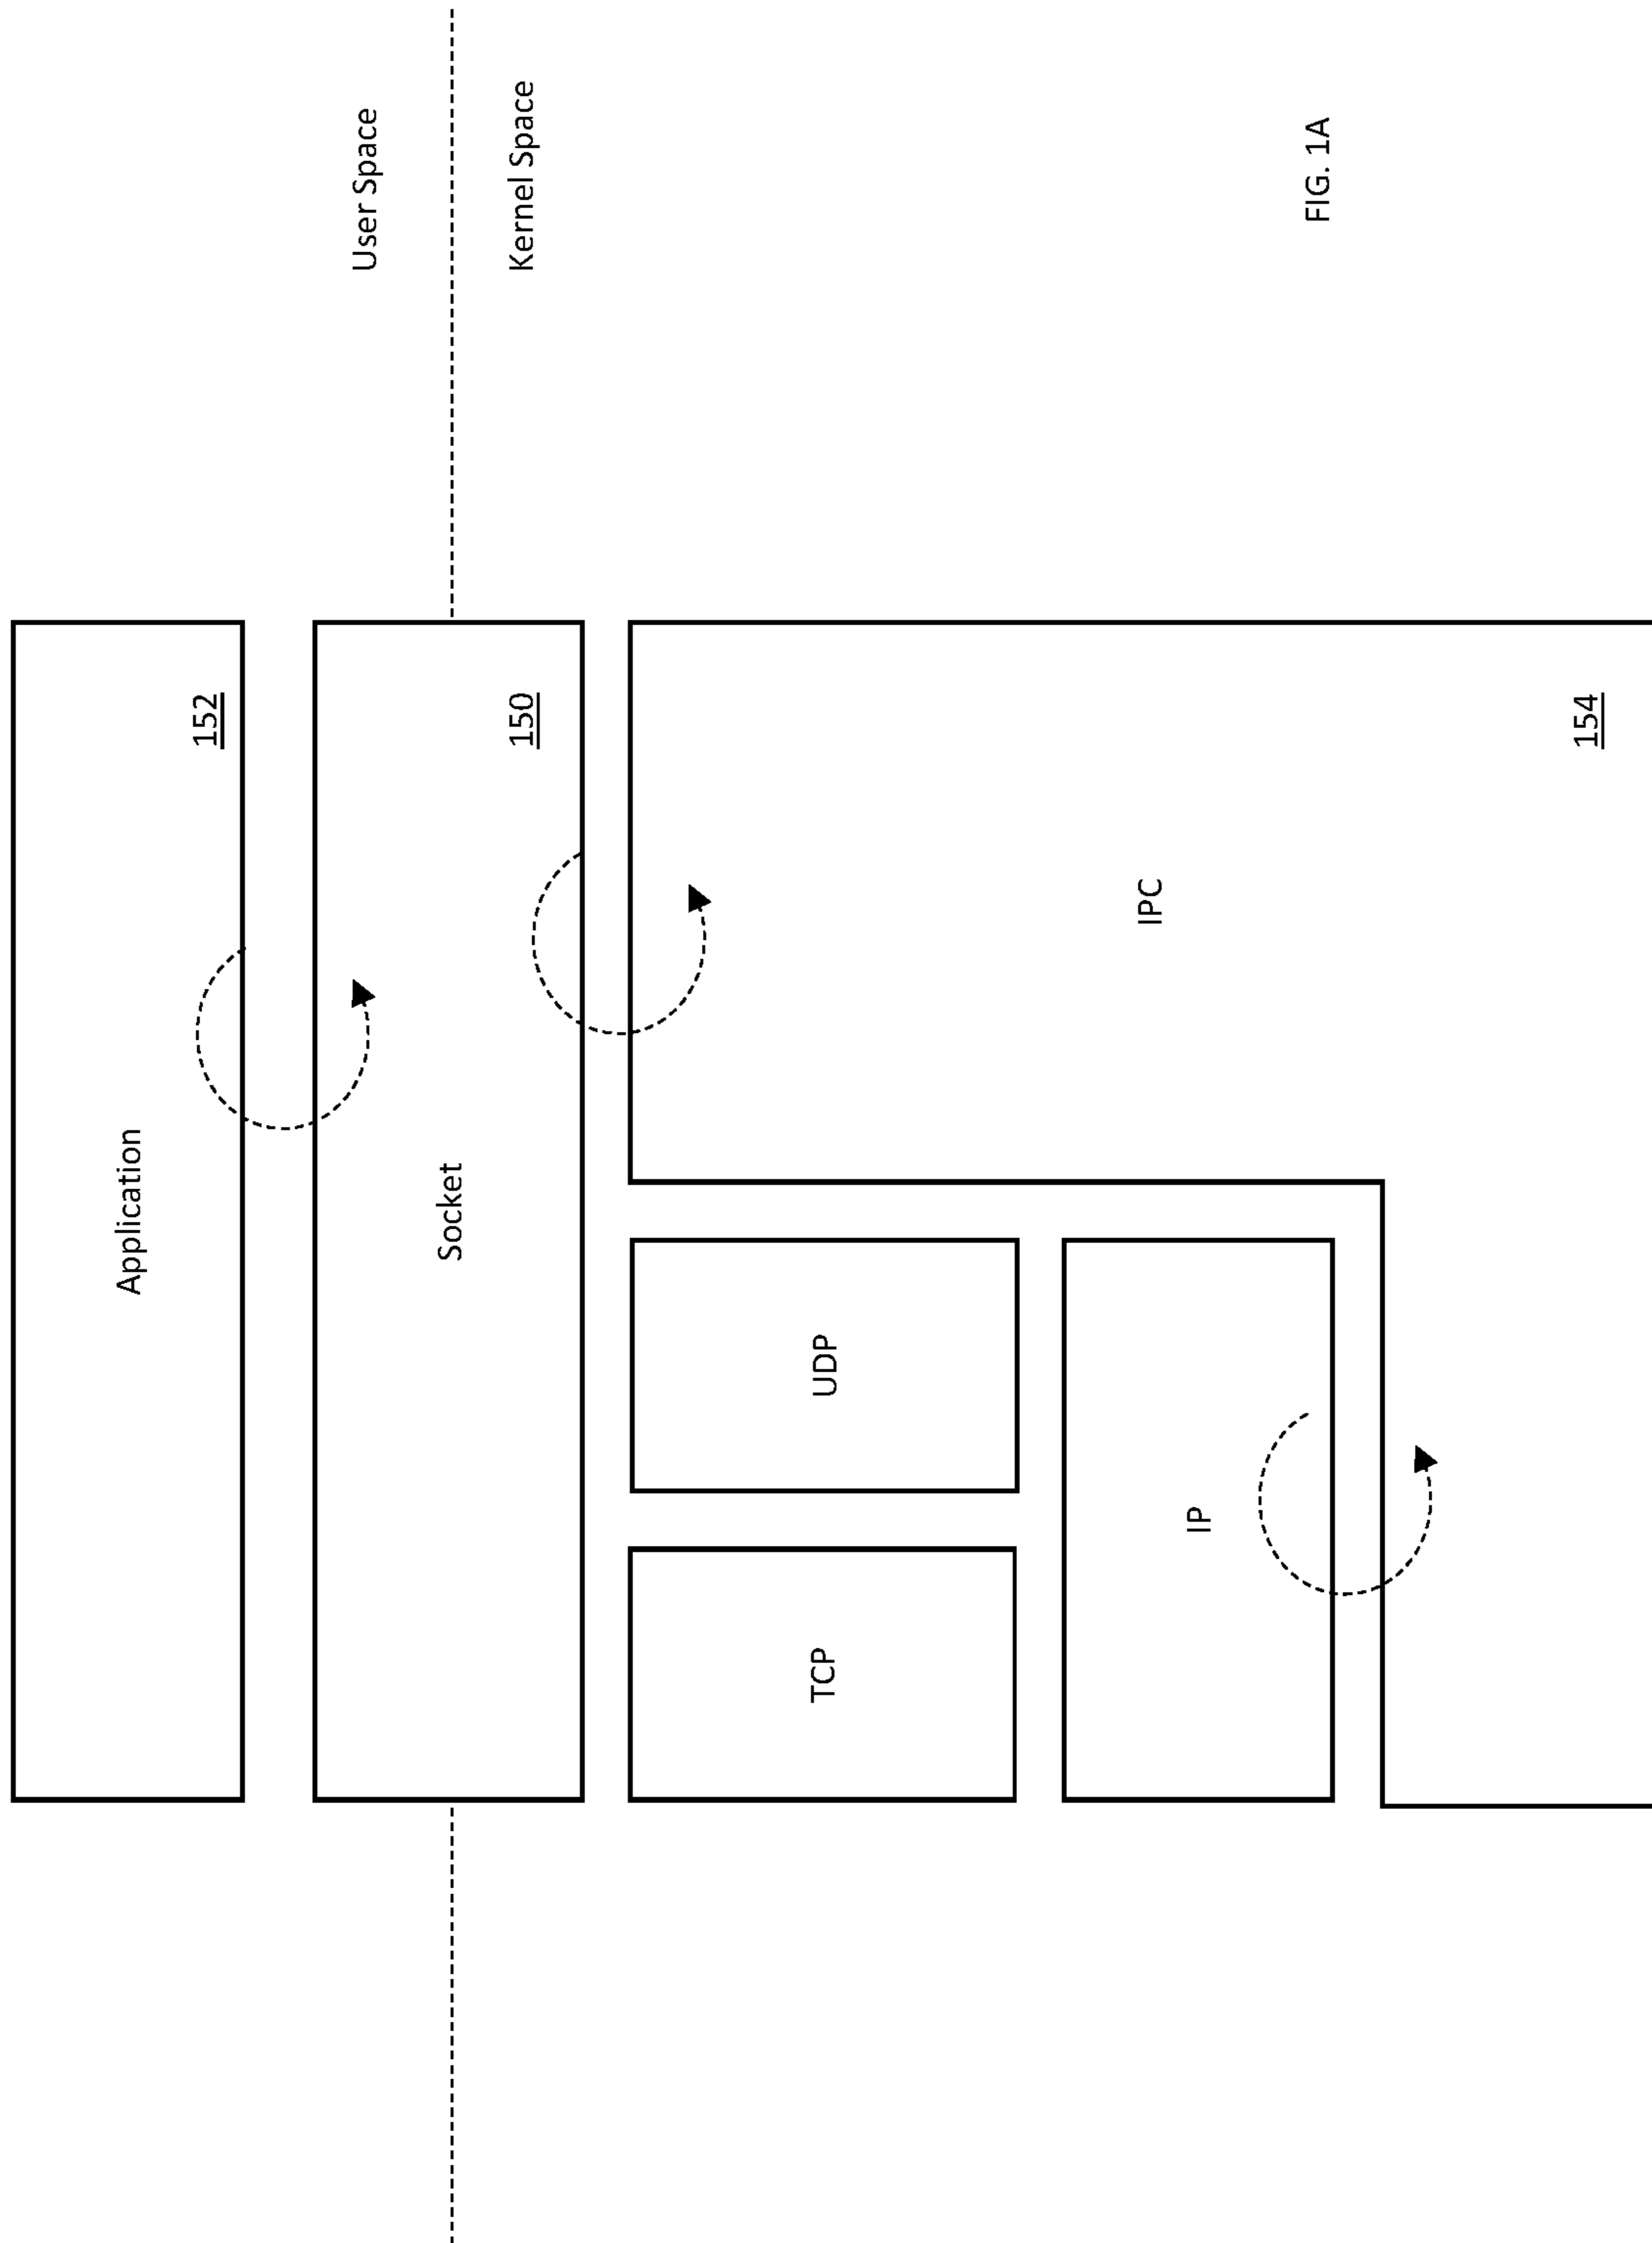 Application
152
User Space
Socket
150
Kernel Space
TCP
UDP
IPC
IP
FIG. 1A
154